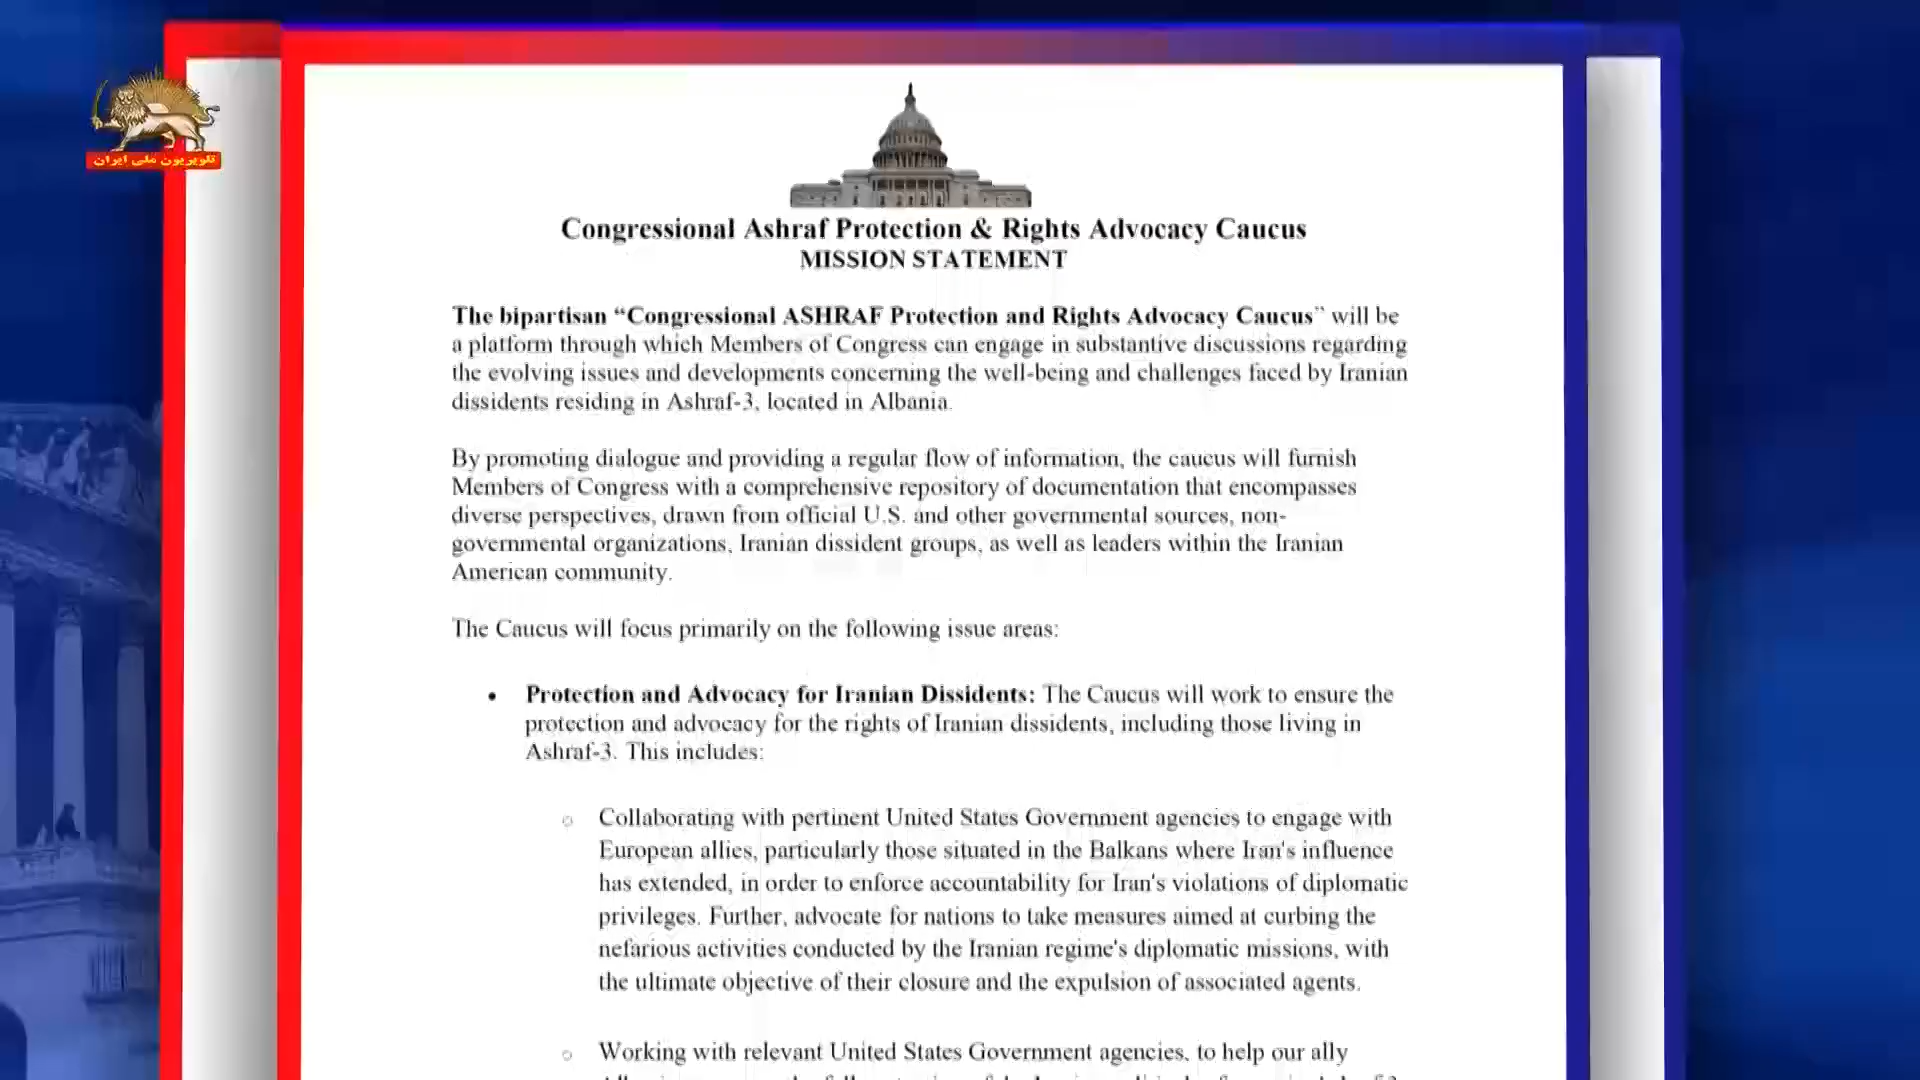 تلویزیون ملی ایران
Congressional Ashraf Protection & Rights Advocacy Caucus
MISSION STATEMENT
The bipartisan “Congressional ASHRAF Protection and Rights Advocacy Caucus” will be
a platform through which Members of Congress can engage in substantive discussions regarding
the evolving issues and developments concerning the well-being and challenges faced by Iranian
dissidents residing in Ashraf-3, located in Albania.
By promoting dialogue and providing a regular flow of information, the caucus will furnish
Members of Congress with a comprehensive repository of documentation that encompasses
diverse perspectives, drawn from official U.S. and other governmental sources, non-
governmental organizations, Iranian dissident groups, as well as leaders within the Iranian
American community.
The Caucus will focus primarily on the following issue areas:
• Protection and Advocacy for Iranian Dissidents: The Caucus will work to ensure the
protection and advocacy for the rights of Iranian dissidents, including those living in
Ashraf-3. This includes:
○ Collaborating with pertinent United States Government agencies to engage with
European allies, particularly those situated in the Balkans where Iran's influence
has extended, in order to enforce accountability for Iran's violations of diplomatic
privileges. Further, advocate for nations to take measures aimed at curbing the
nefarious activities conducted by the Iranian regime's diplomatic missions, with
the ultimate objective of their closure and the expulsion of associated agents.
○ Working with relevant United States Government agencies, to help our ally